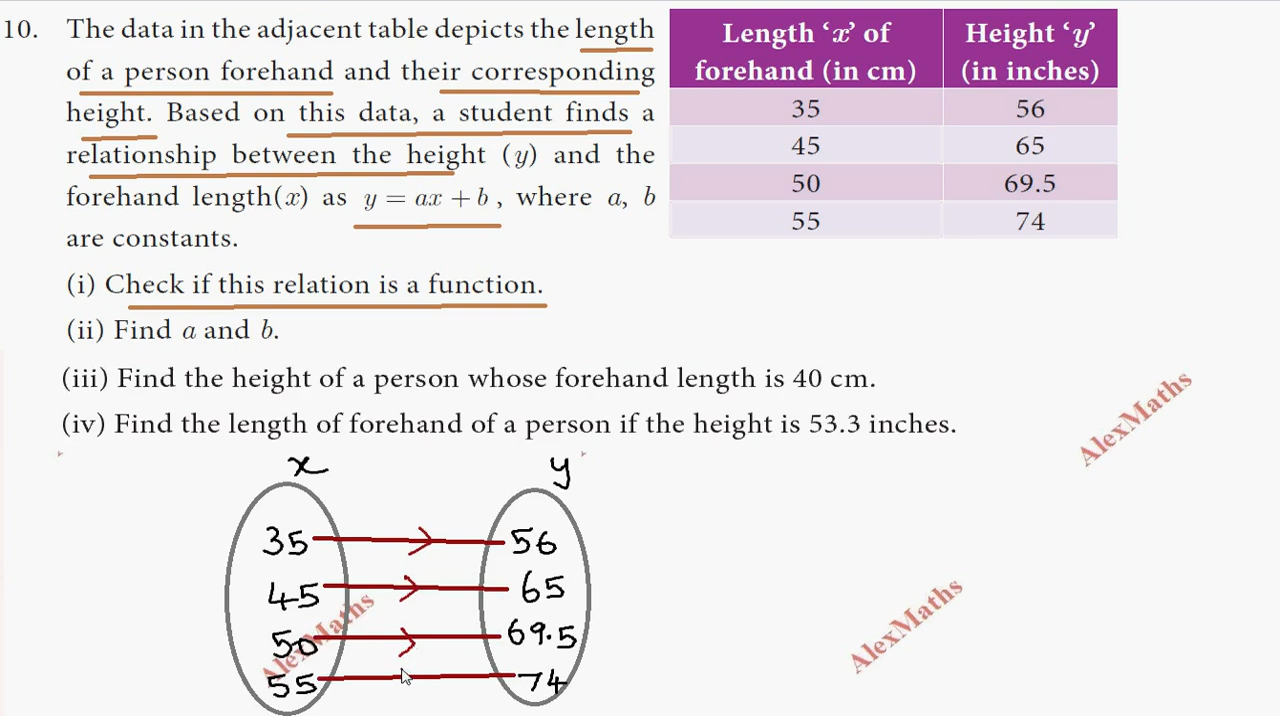 10. The data in the adjacent table depicts the length
of a person forehand and their corresponding
height. Based on this data, a student finds a
relationship between the height (y) and the
forehand length(x) as y = ax + b, where a, b
are constants.
(i) Check if this relation is a function.
(ii) Find a and b.
(iii) Find the height of a person whose forehand length is 40 cm.
(iv) Find the length of forehand of a person if the height is 53.3 inches.
Length ‘x’ of forehand (in cm) Height ‘y’ (in inches)
35 56
45 65
50 69.5
55 74
x y
35 56
45 65
50 69.5
55 74
AlexMaths
AlexMaths
AlexMaths